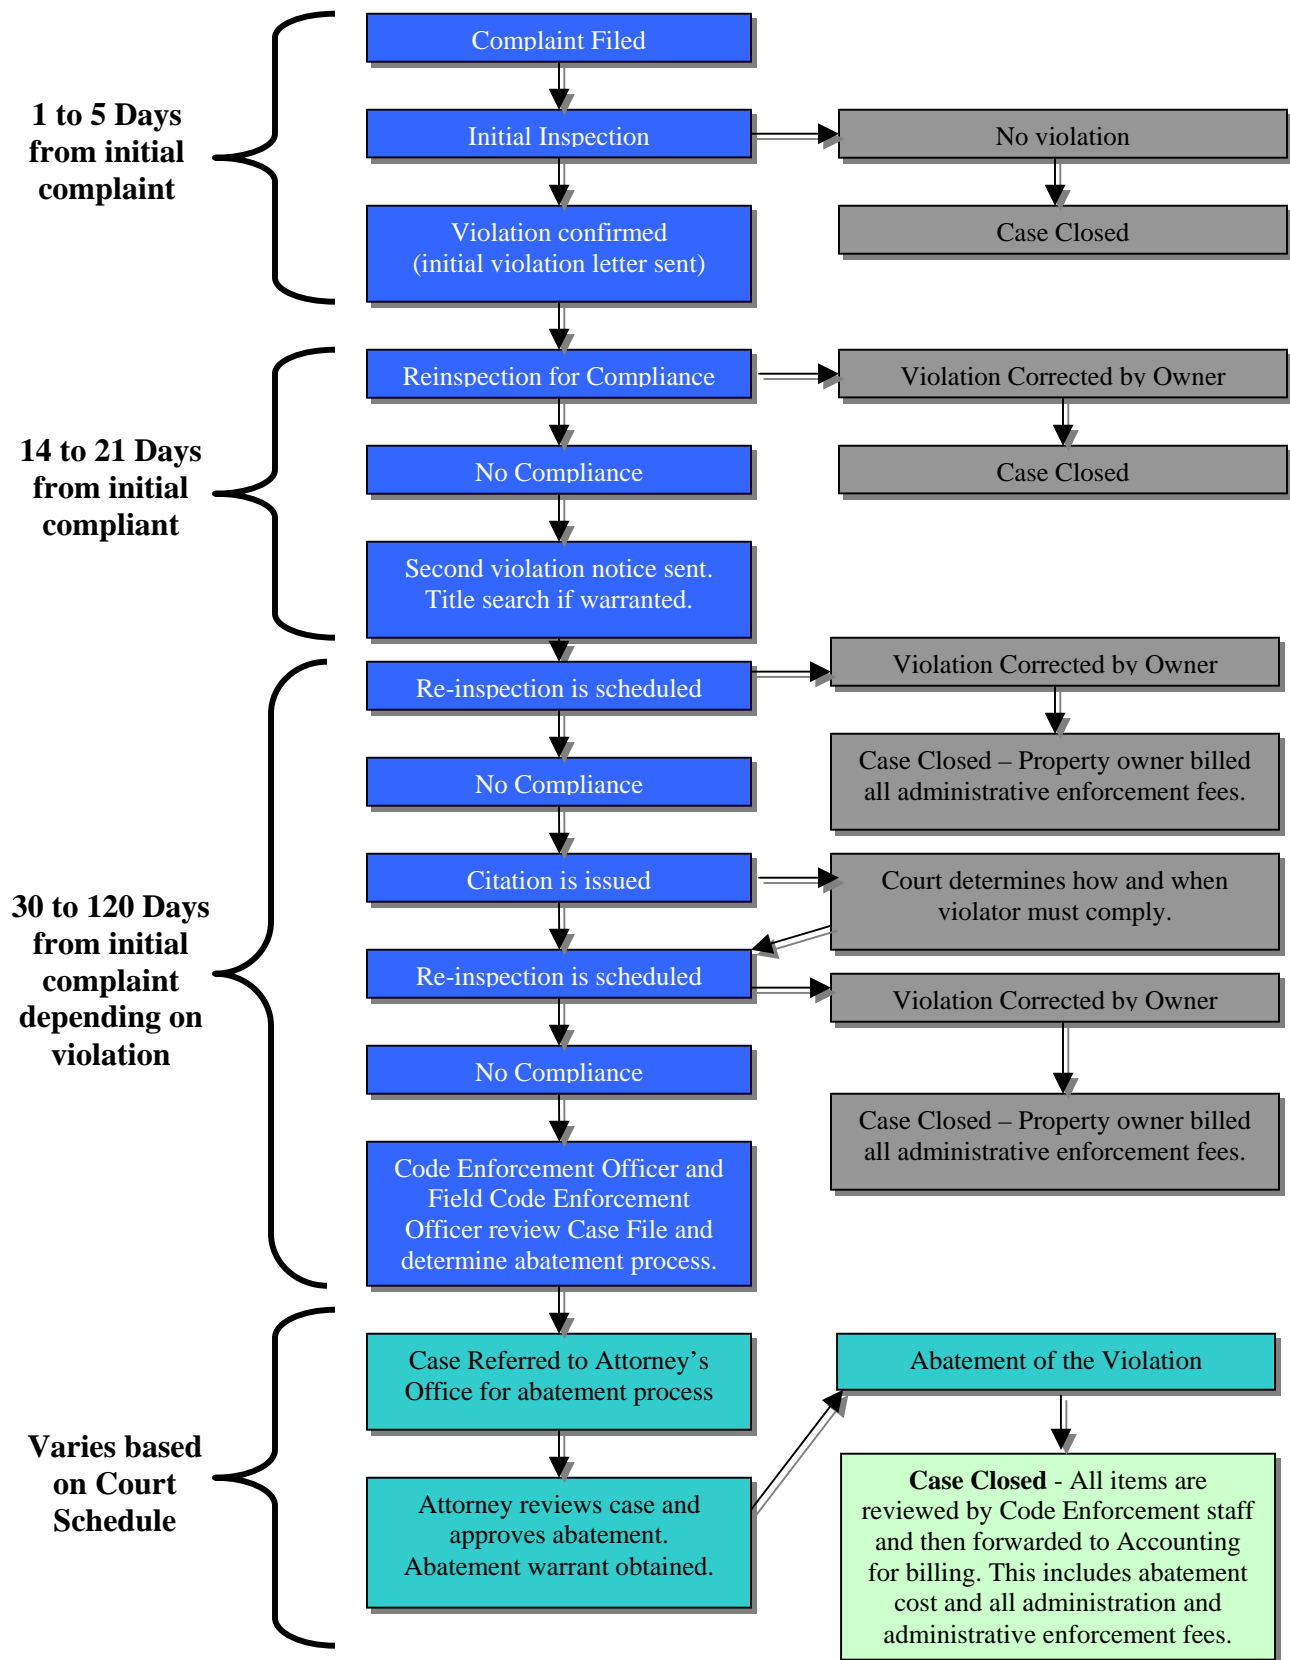 Complaint Filed
1 to 5 Days
from initial
complaint
Initial Inspection
No violation
Violation confirmed
(initial violation letter sent)
Case Closed
14 to 21 Days
from initial
compliant
Reinspection for Compliance
Violation Corrected by Owner
No Compliance
Case Closed
Second violation notice sent.
Title search if warranted.
30 to 120 Days
from initial
complaint
depending on
violation
Re-inspection is scheduled
Violation Corrected by Owner
No Compliance
Case Closed – Property owner billed
all administrative enforcement fees.
Citation is issued
Court determines how and when
violator must comply.
Re-inspection is scheduled
Violation Corrected by Owner
No Compliance
Case Closed – Property owner billed
all administrative enforcement fees.
Code Enforcement Officer and
Field Code Enforcement
Officer review Case File and
determine abatement process.
Varies based
on Court
Schedule
Case Referred to Attorney’s
Office for abatement process
Abatement of the Violation
Attorney reviews case and
approves abatement.
Abatement warrant obtained.
Case Closed - All items are
reviewed by Code Enforcement staff
and then forwarded to Accounting
for billing. This includes abatement
cost and all administration and
administrative enforcement fees.